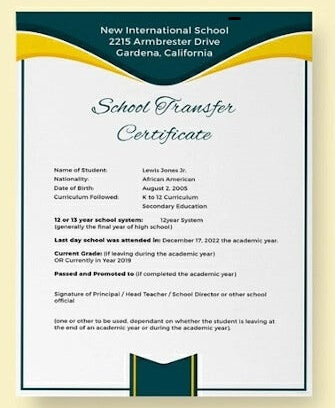 New International School
2215 Armbrester Drive
Gardena, California
School Transfer
Certificate
Name of Student: Lewis Jones Jr.
Nationality: African American
Date of Birth: August 2, 2005
Curriculum Followed: K to 12 Curriculum
Secondary Education
12 or 13 year school system: 12year System
(generally the final year of high school)
Last day school was attended in: December 17, 2022 the academic year.
Current Grade: (if leaving during the academic year)
OR Currently in Year 2019
Passed and Promoted to (if completed the academic year)
Signature of Principal / Head Teacher / School Director or other school
official
(one or other to be used, dependant on whether the student is leaving at
the end of an academic year or during the academic year).